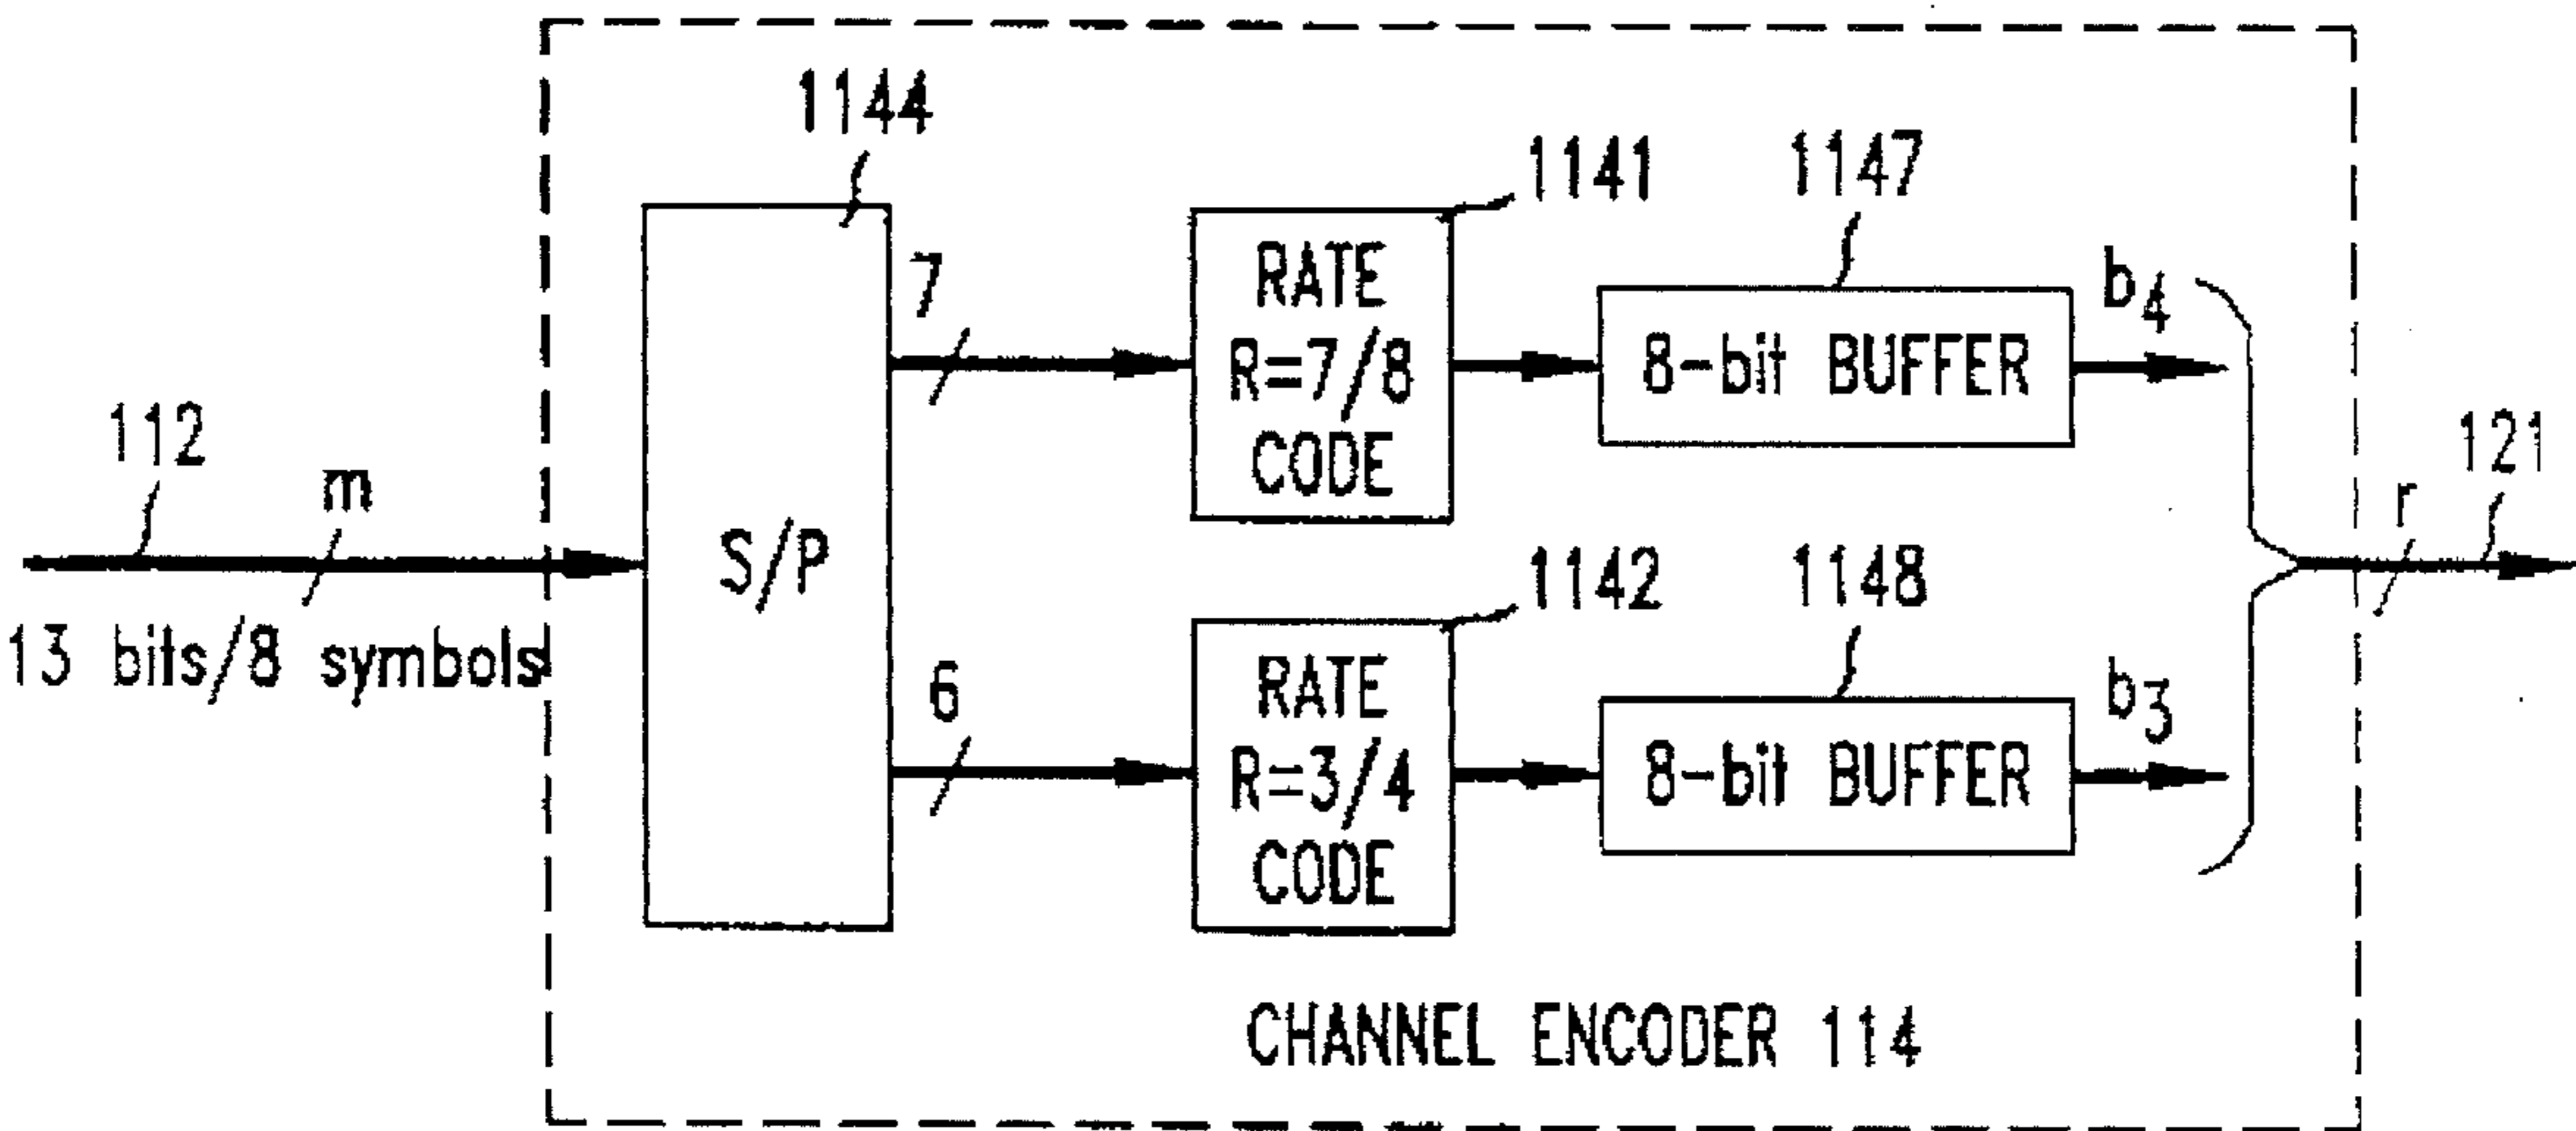 1144
1141
1147
7
RATE
R=7/8
CODE
8-bit BUFFER
b4
112
m
13 bits/8 symbols
S/P
r
121
1142
1148
6
RATE
R=3/4
CODE
8-bit BUFFER
b3
CHANNEL ENCODER 114